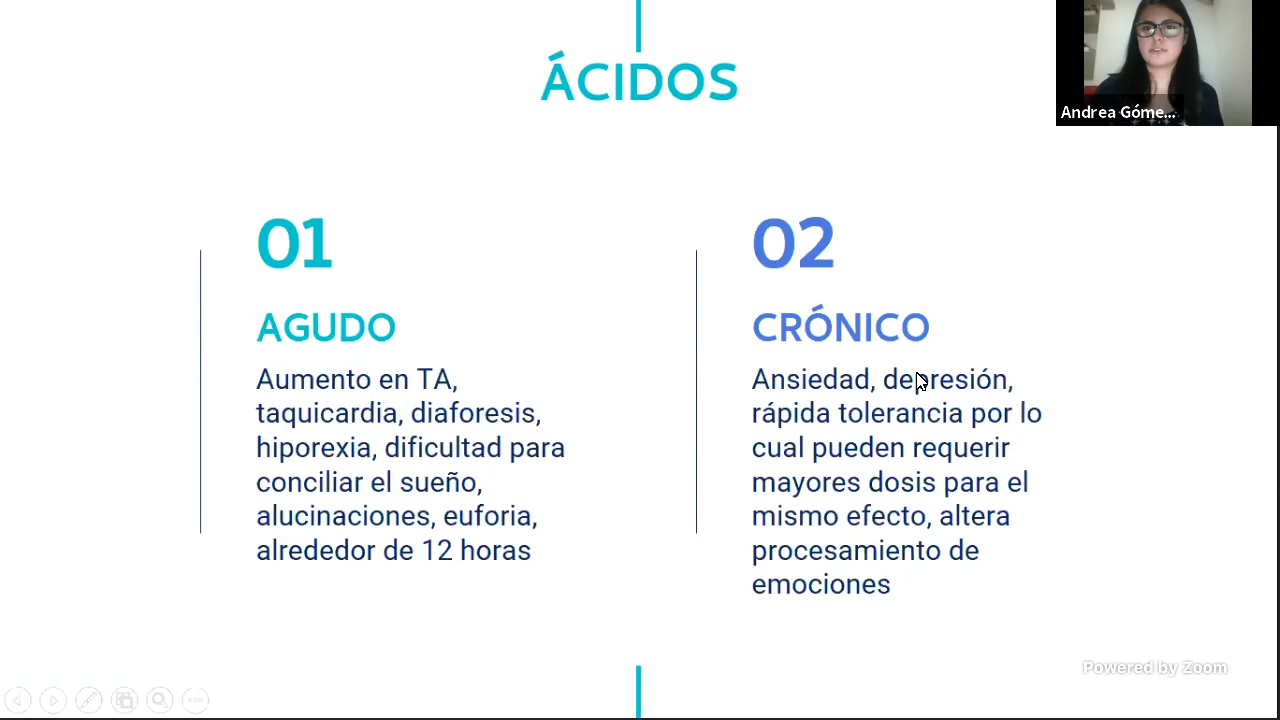 ÁCIDOS
Andrea Góme...
01
AGUDO
Aumento en TA,
taquicardia, diaforesis,
hiporexia, dificultad para
conciliar el sueño,
alucinaciones, euforia,
alrededor de 12 horas
02
CRÓNICO
Ansiedad, depresión,
rápida tolerancia por lo
cual pueden requerir
mayores dosis para el
mismo efecto, altera
procesamiento de
emociones
Powered by Zoom